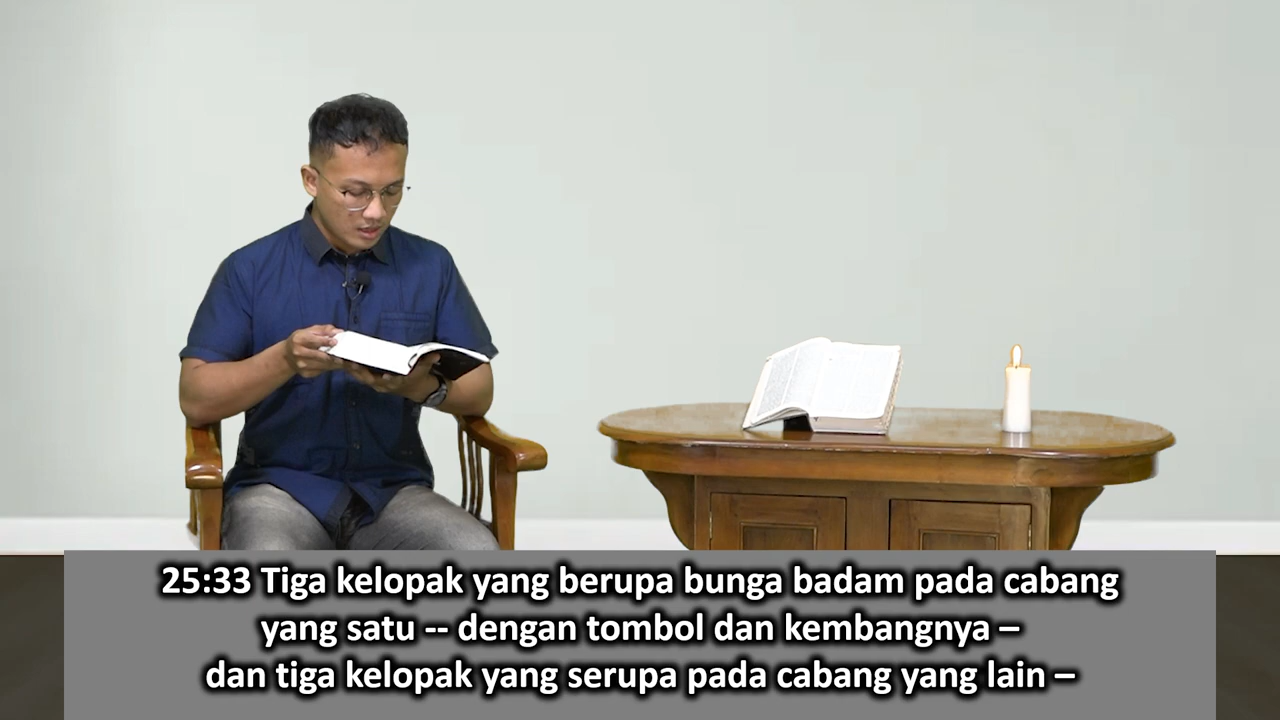 25:33 Tiga kelopak yang berupa bunga badam pada cabang
yang satu -- dengan tombol dan kembangnya –
dan tiga kelopak yang serupa pada cabang yang lain –